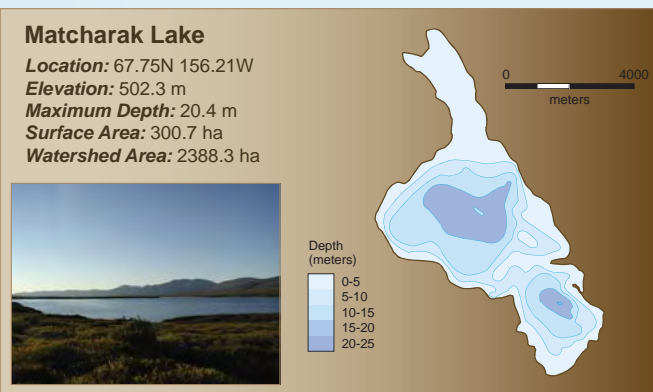 Matcharak Lake
Location: 67.75N 156.21W
Elevation: 502.3 m
Maximum Depth: 20.4 m
Surface Area: 300.7 ha
Watershed Area: 2388.3 ha
0 4000
meters
Depth
(meters)
0-5
5-10
10-15
15-20
20-25